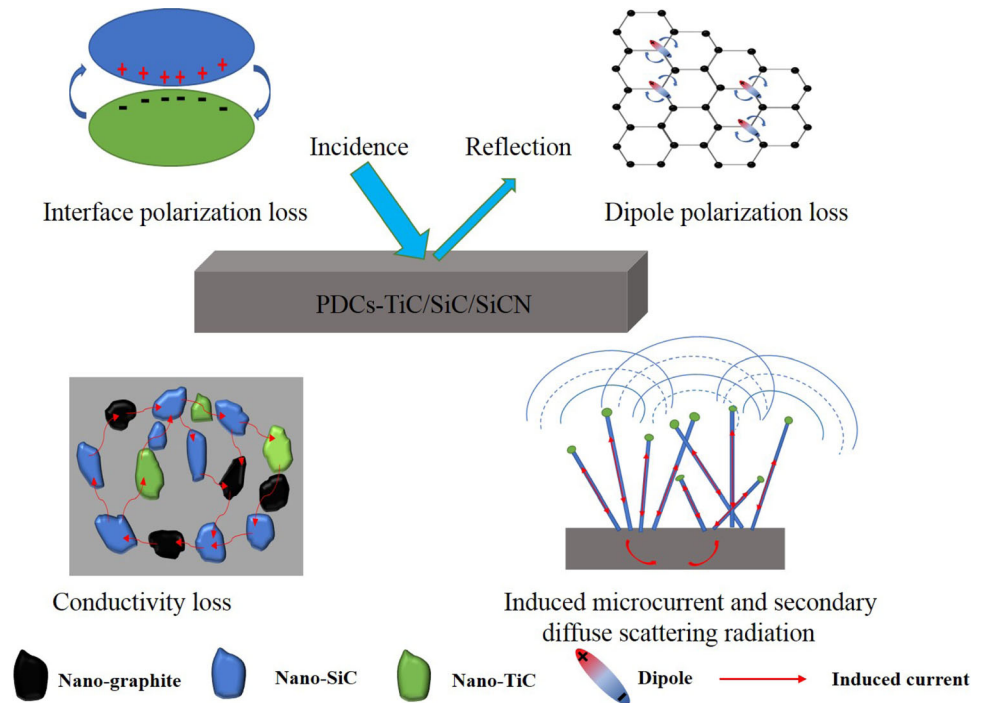 Incidence
Reflection
Interface polarization loss
Dipole polarization loss
PDCs-TiC/SiC/SiCN
Conductivity loss
Induced microcurrent and secondary
diffuse scattering radiation
Nano-graphite
Nano-SiC
Nano-TiC
Dipole
Induced current